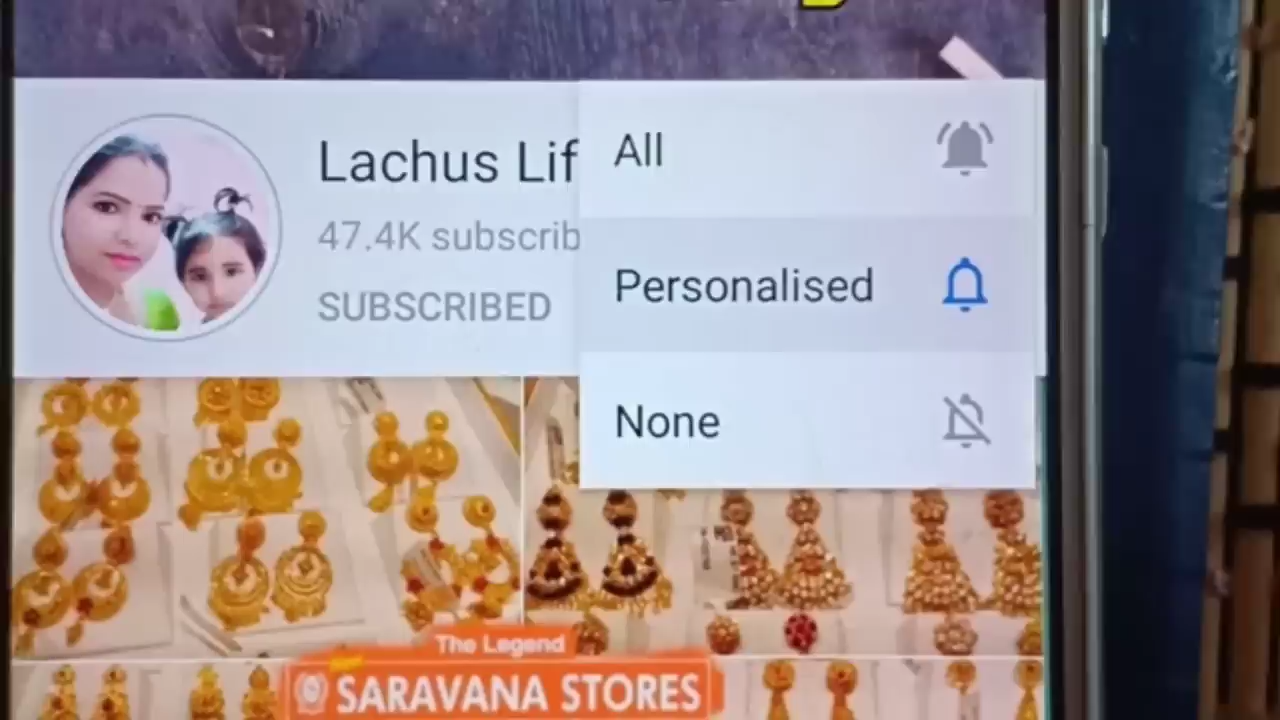 Lachus Lif
47.4K subscrib
SUBSCRIBED
All
Personalised
None
The Legend
SARAVANA STORES